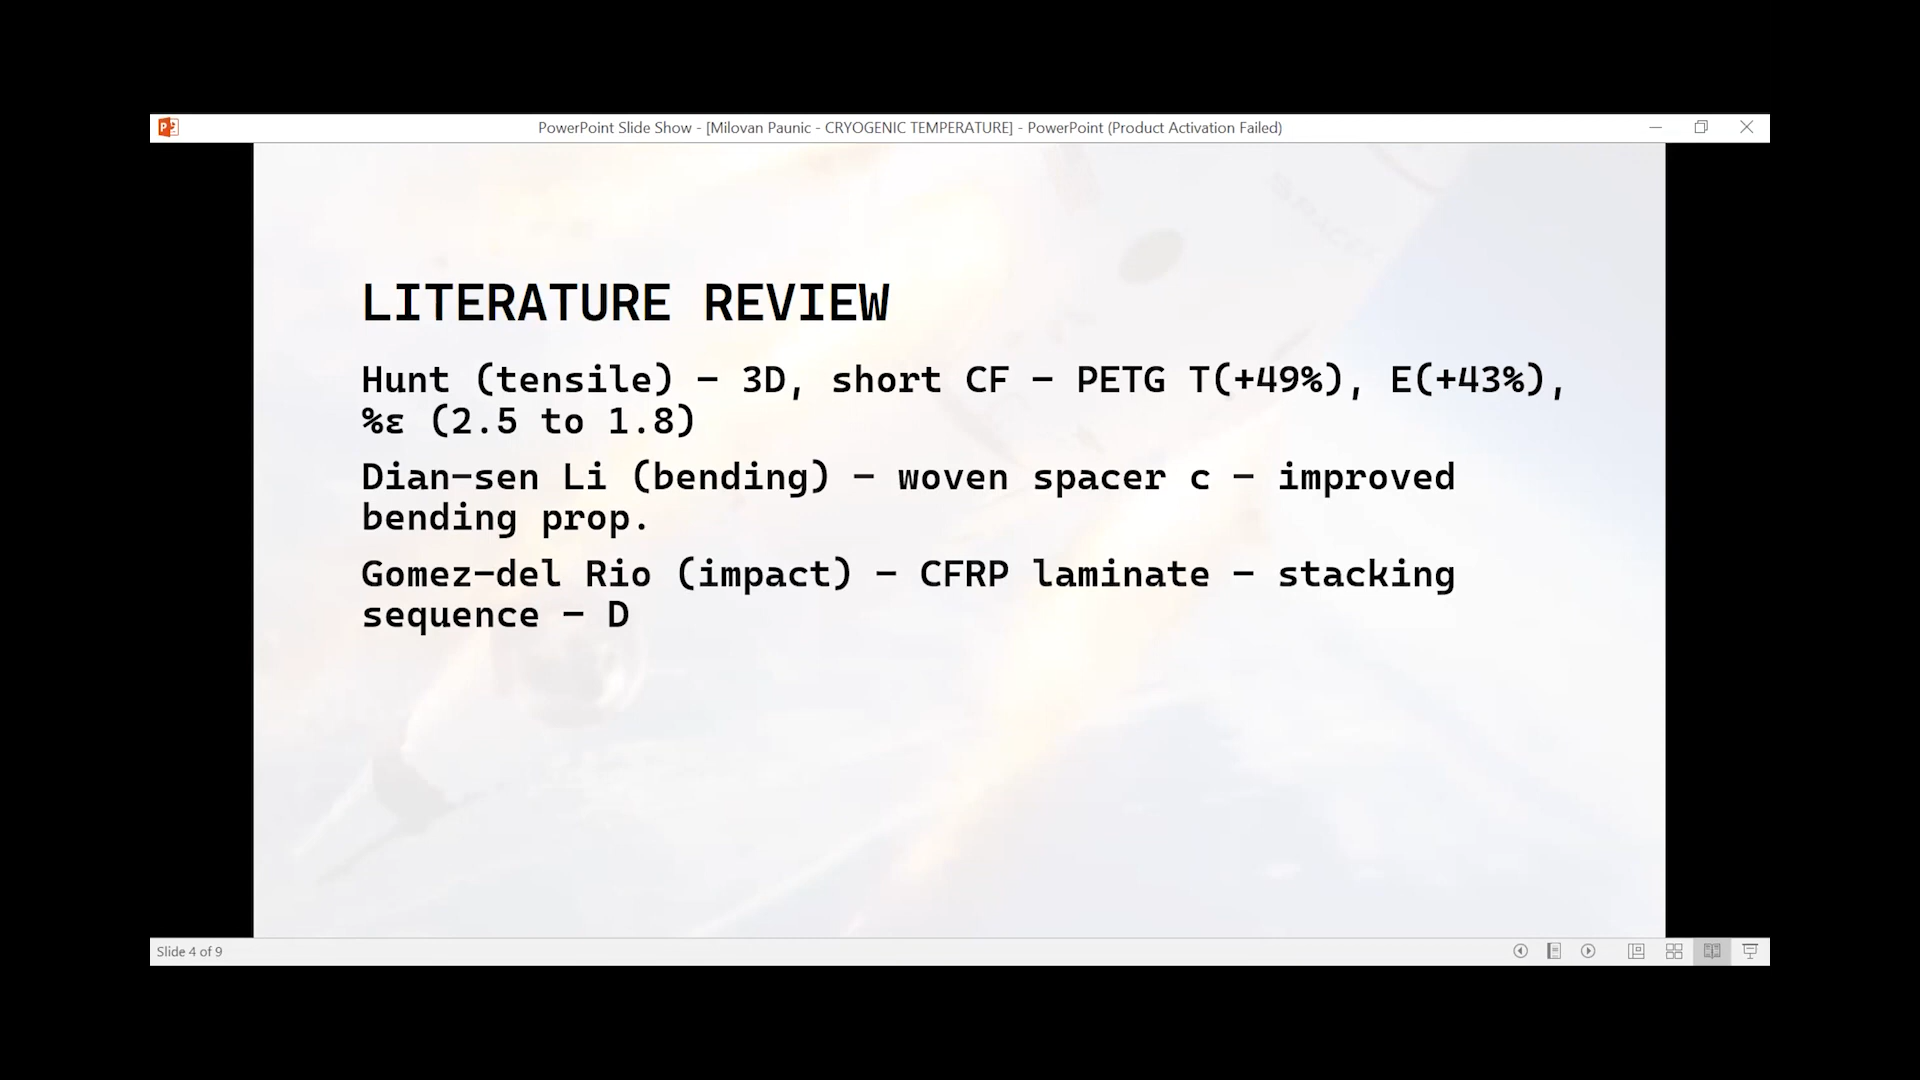 PowerPoint Slide Show - [Milovan Paunic - CRYOGENIC TEMPERATURE] - PowerPoint (Product Activation Failed)
LITERATURE REVIEW
Hunt (tensile) – 3D, short CF – PETG T(+49%), E(+43%),
%ε (2.5 to 1.8)
Dian-sen Li (bending) – woven spacer c – improved
bending prop.
Gomez-del Rio (impact) – CFRP laminate – stacking
sequence – D
Slide 4 of 9